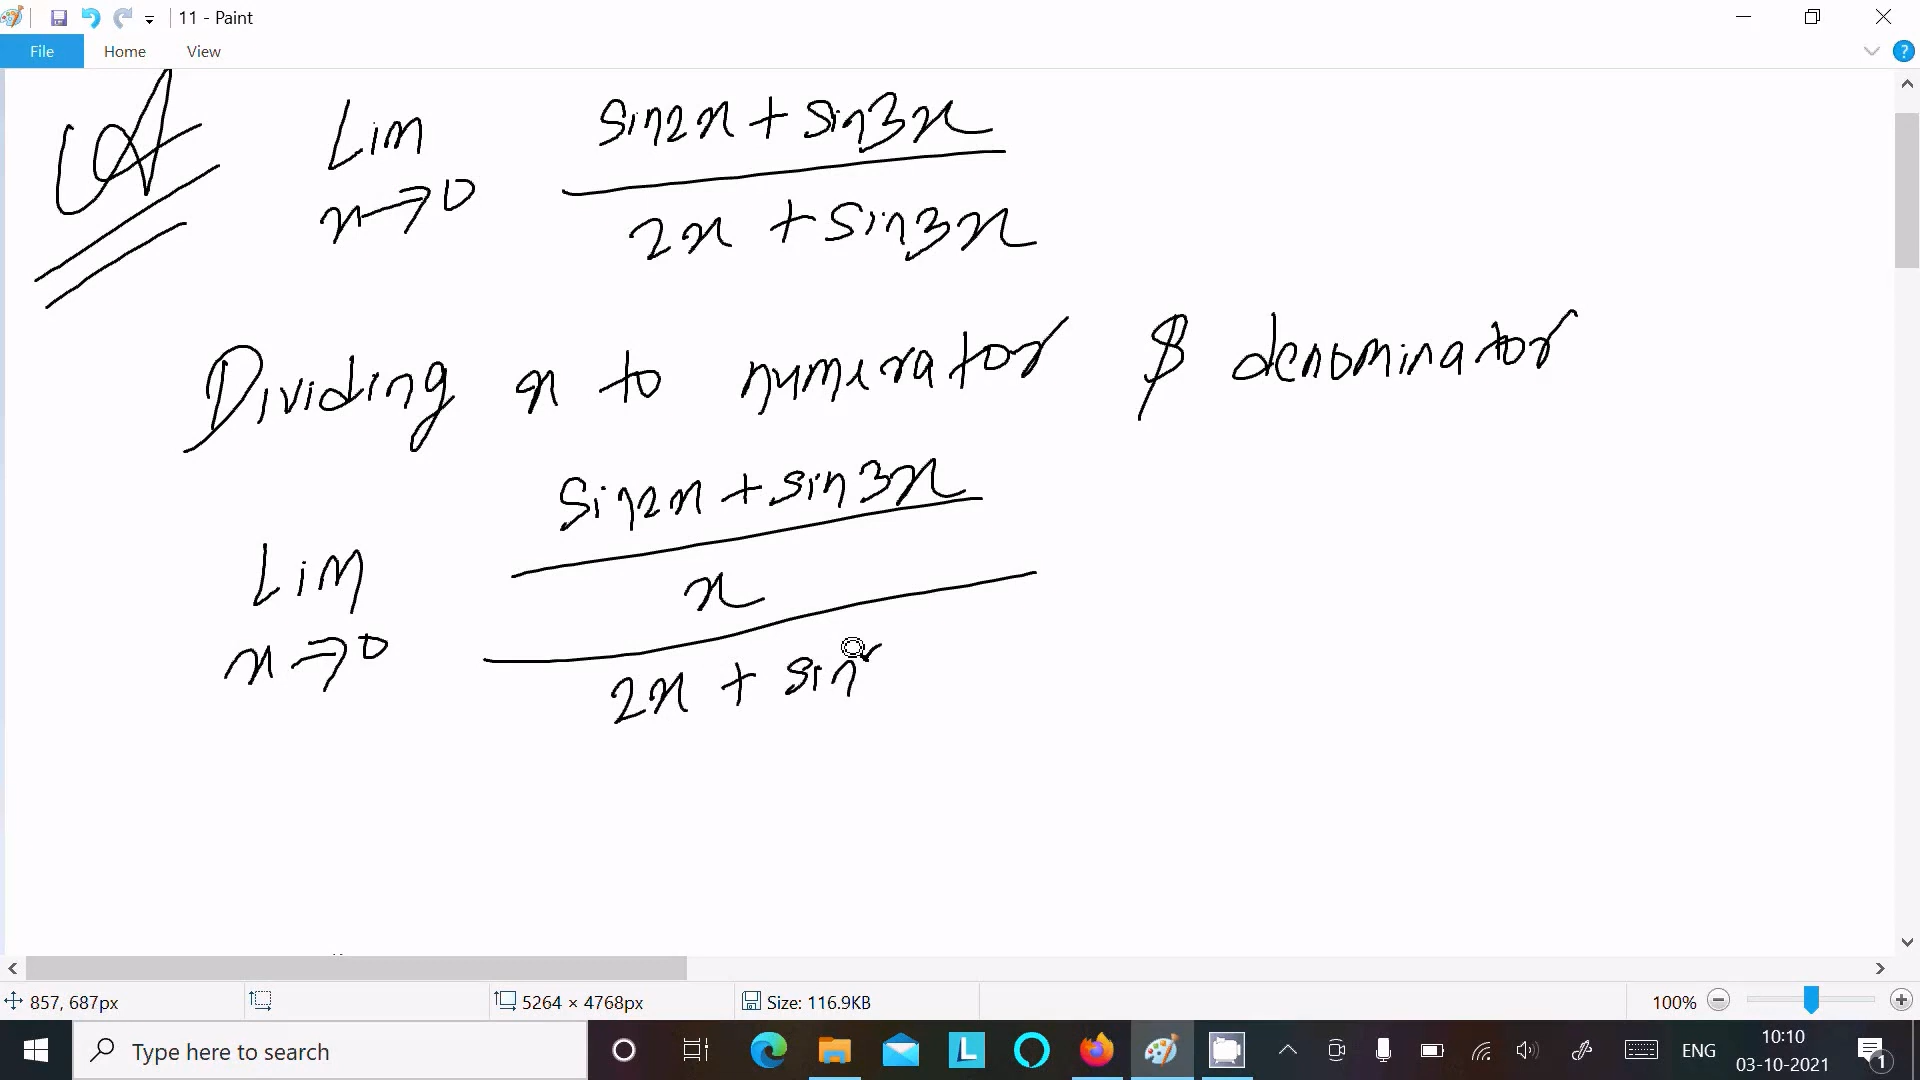 11 - Paint
File Home View
Lim sin2x + sin3x
x→0 2x + sin3x
Dividing x to numerator $ denominator
sin2x + sin3x
Lim x
x→0 2x + sin
857, 687px 5264 × 4768px Size: 116.9KB 100%
Type here to search L ENG 10:10
03-10-2021 1